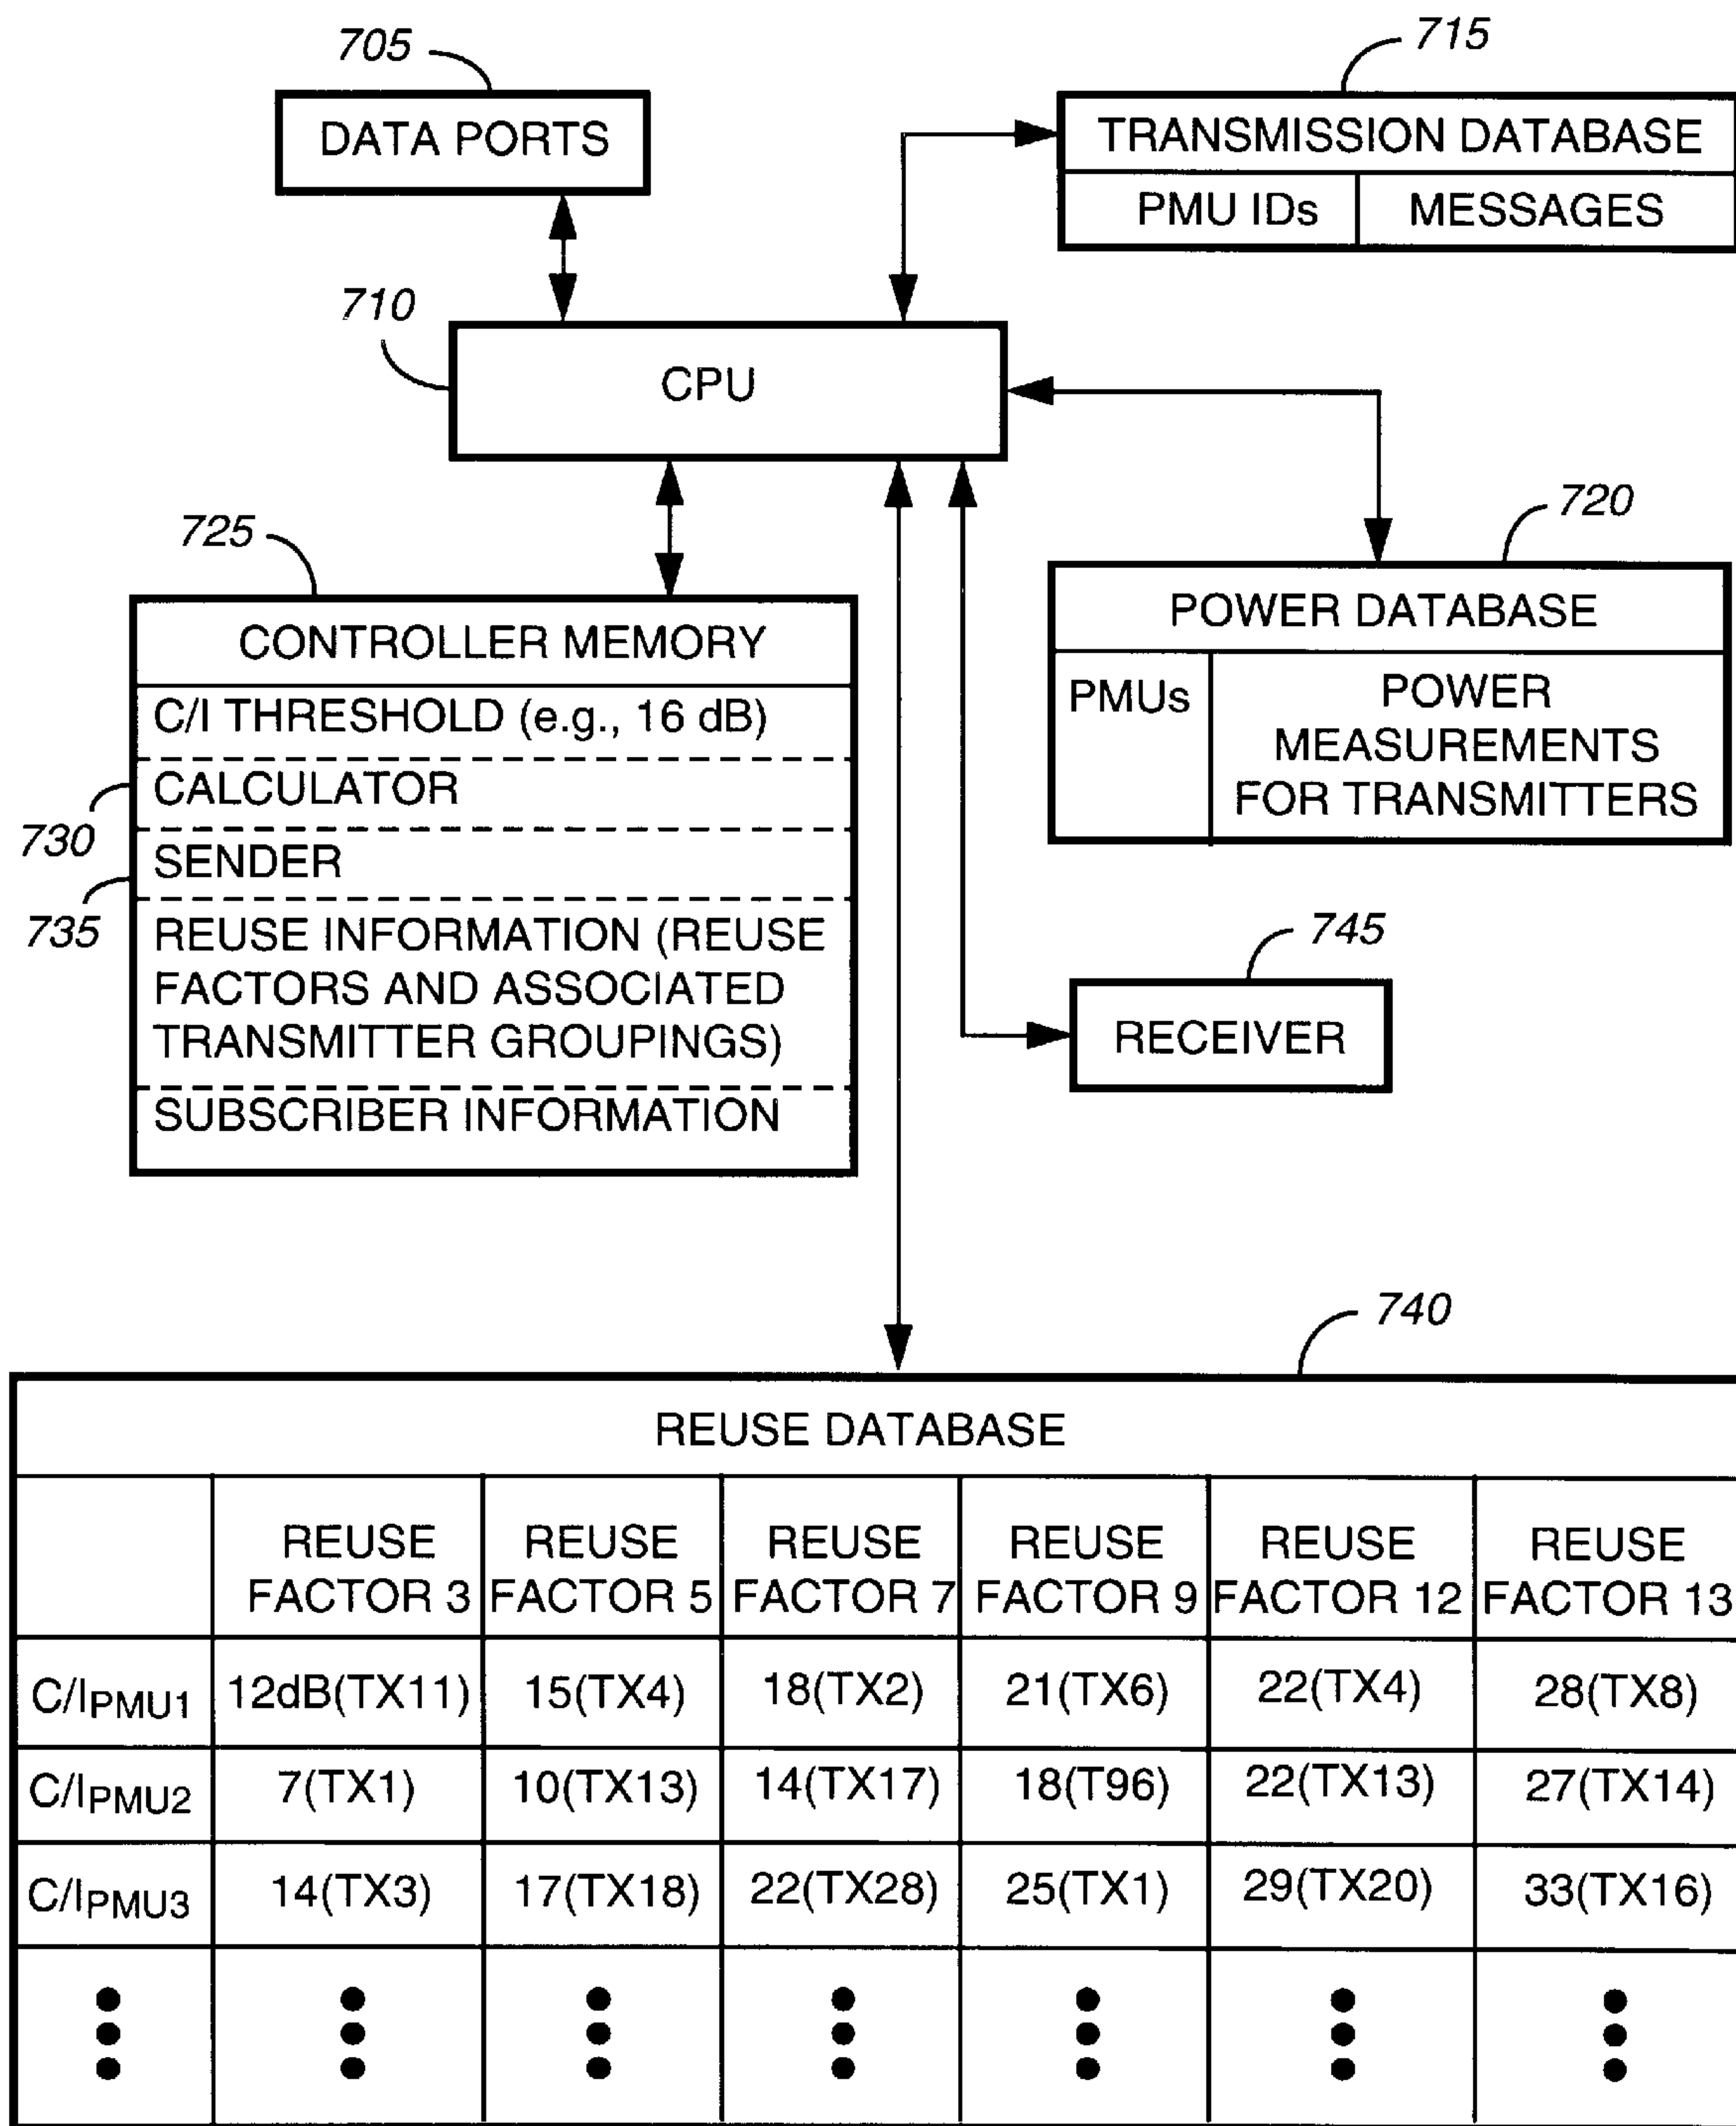 705
715
DATA PORTS
TRANSMISSION DATABASE
PMU IDs MESSAGES
710
CPU
720
725
POWER DATABASE
PMUs POWER
MEASUREMENTS
FOR TRANSMITTERS
CONTROLLER MEMORY
C/I THRESHOLD (e.g., 16 dB)
CALCULATOR
730
SENDER
735
REUSE INFORMATION (REUSE
FACTORS AND ASSOCIATED
TRANSMITTER GROUPINGS)
SUBSCRIBER INFORMATION
745
RECEIVER
740
REUSE DATABASE
REUSE FACTOR 3 REUSE FACTOR 5 REUSE FACTOR 7 REUSE FACTOR 9 REUSE FACTOR 12 REUSE FACTOR 13
C/IPMU1 12dB(TX11) 15(TX4) 18(TX2) 21(TX6) 22(TX4) 28(TX8)
C/IPMU2 7(TX1) 10(TX13) 14(TX17) 18(T96) 22(TX13) 27(TX14)
C/IPMU3 14(TX3) 17(TX18) 22(TX28) 25(TX1) 29(TX20) 33(TX16)